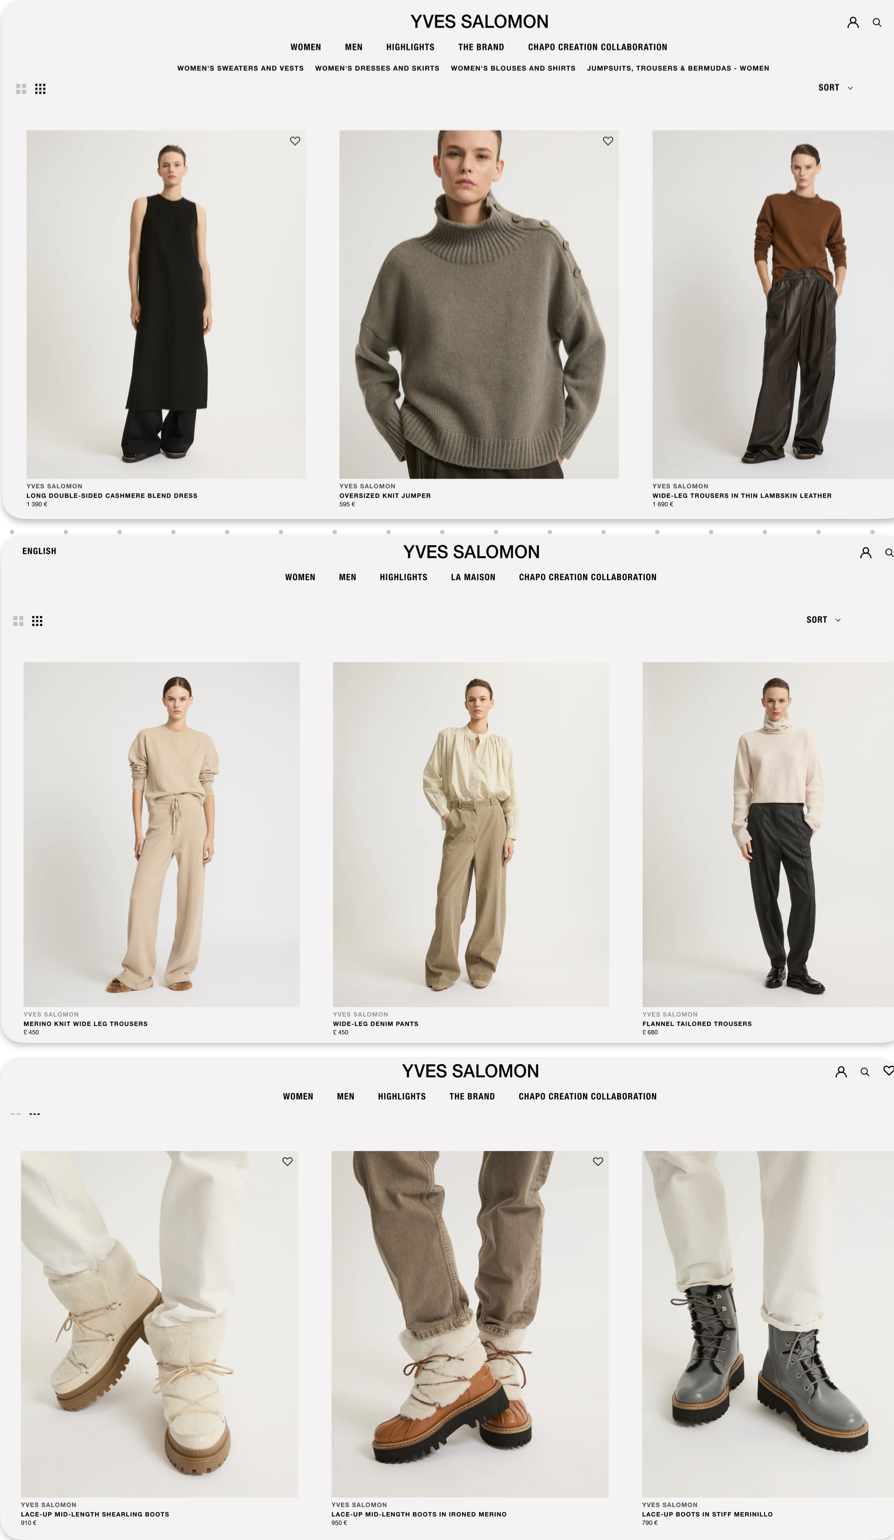 YVES SALOMON
WOMEN MEN HIGHLIGHTS THE BRAND CHAPO CREATION COLLABORATION
WOMEN'S SWEATERS AND VESTS WOMEN'S DRESSES AND SKIRTS WOMEN'S BLOUSES AND SHIRTS JUMPSUITS, TROUSERS & BERMUDAS - WOMEN
SORT
YVES SALOMON YVES SALOMON YVES SALOMON
LONG DOUBLE-SIDED CASHMERE BLEND DRESS OVERSIZED KNIT JUMPER WIDE-LEG TROUSERS IN THIN LAMBSKIN LEATHER
1 390 € 595 € 1 690 €
ENGLISH YVES SALOMON
WOMEN MEN HIGHLIGHTS LA MAISON CHAPO CREATION COLLABORATION
SORT
YVES SALOMON YVES SALOMON YVES SALOMON
MERINO KNIT WIDE LEG TROUSERS WIDE-LEG DENIM PANTS FLANNEL TAILORED TROUSERS
£ 450 £ 450 £ 680
YVES SALOMON
WOMEN MEN HIGHLIGHTS THE BRAND CHAPO CREATION COLLABORATION
YVES SALOMON YVES SALOMON YVES SALOMON
LACE-UP MID-LENGTH SHEARLING BOOTS LACE-UP MID-LENGTH BOOTS IN IRONED MERINO LACE-UP BOOTS IN STIFF MERINILLO
910 € 950 € 790 €